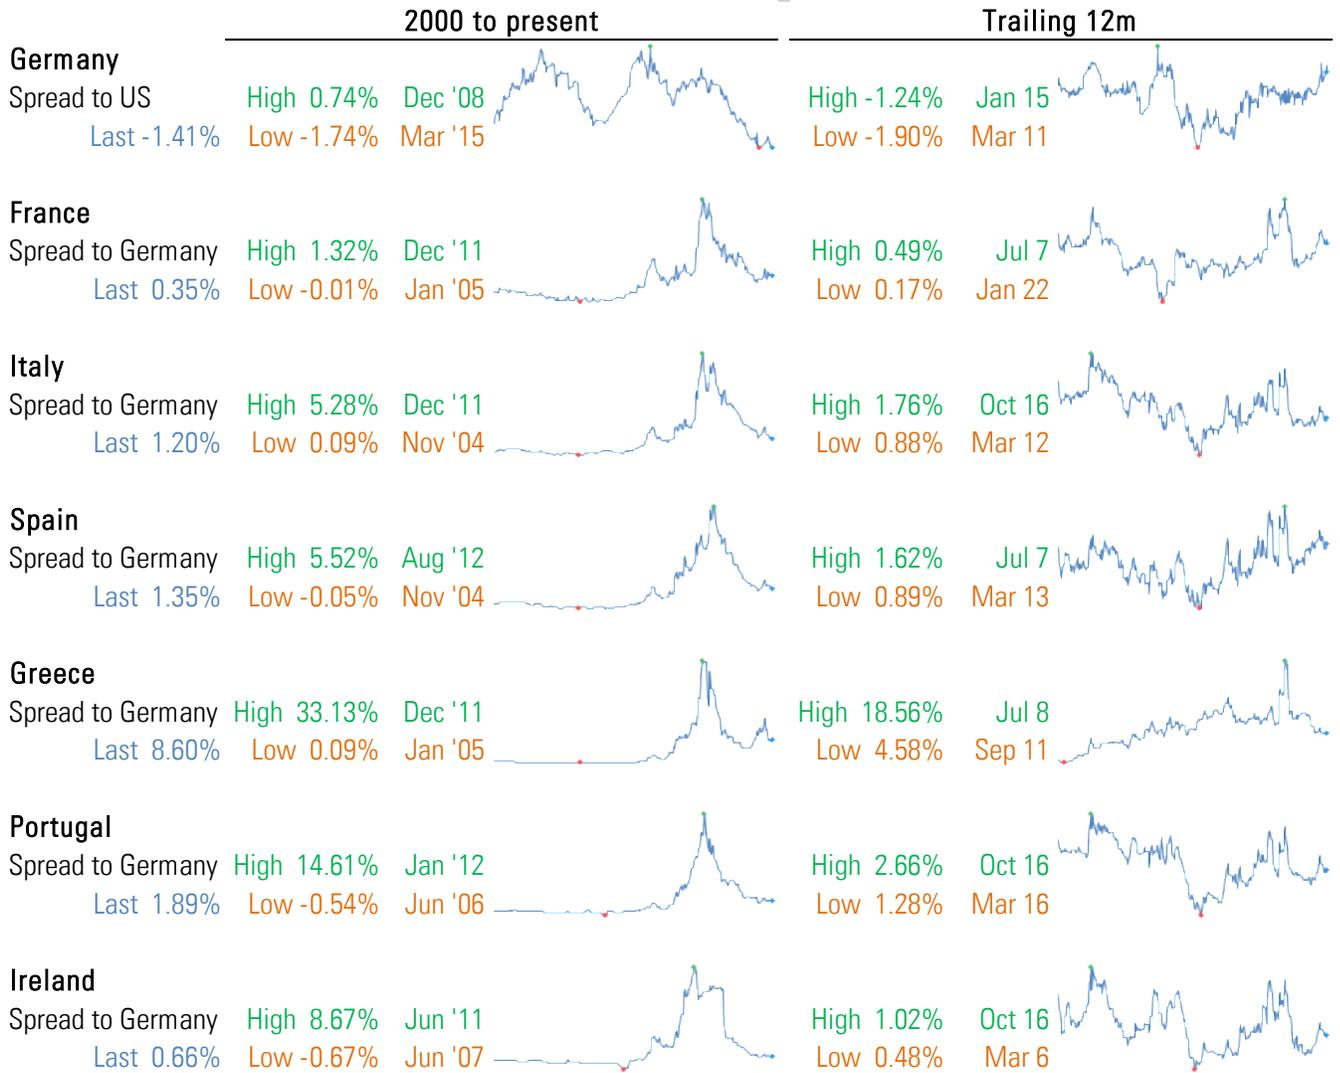 2000 to present Trailing 12m
Germany
Spread to US High 0.74% Dec '08 High -1.24% Jan 15
Last -1.41% Low -1.74% Mar '15 Low -1.90% Mar 11
France
Spread to Germany High 1.32% Dec '11 High 0.49% Jul 7
Last 0.35% Low -0.01% Jan '05 Low 0.17% Jan 22
Italy
Spread to Germany High 5.28% Dec '11 High 1.76% Oct 16
Last 1.20% Low 0.09% Nov '04 Low 0.88% Mar 12
Spain
Spread to Germany High 5.52% Aug '12 High 1.62% Jul 7
Last 1.35% Low -0.05% Nov '04 Low 0.89% Mar 13
Greece
Spread to Germany High 33.13% Dec '11 High 18.56% Jul 8
Last 8.60% Low 0.09% Jan '05 Low 4.58% Sep 11
Portugal
Spread to Germany High 14.61% Jan '12 High 2.66% Oct 16
Last 1.89% Low -0.54% Jun '06 Low 1.28% Mar 16
Ireland
Spread to Germany High 8.67% Jun '11 High 1.02% Oct 16
Last 0.66% Low -0.67% Jun '07 Low 0.48% Mar 6